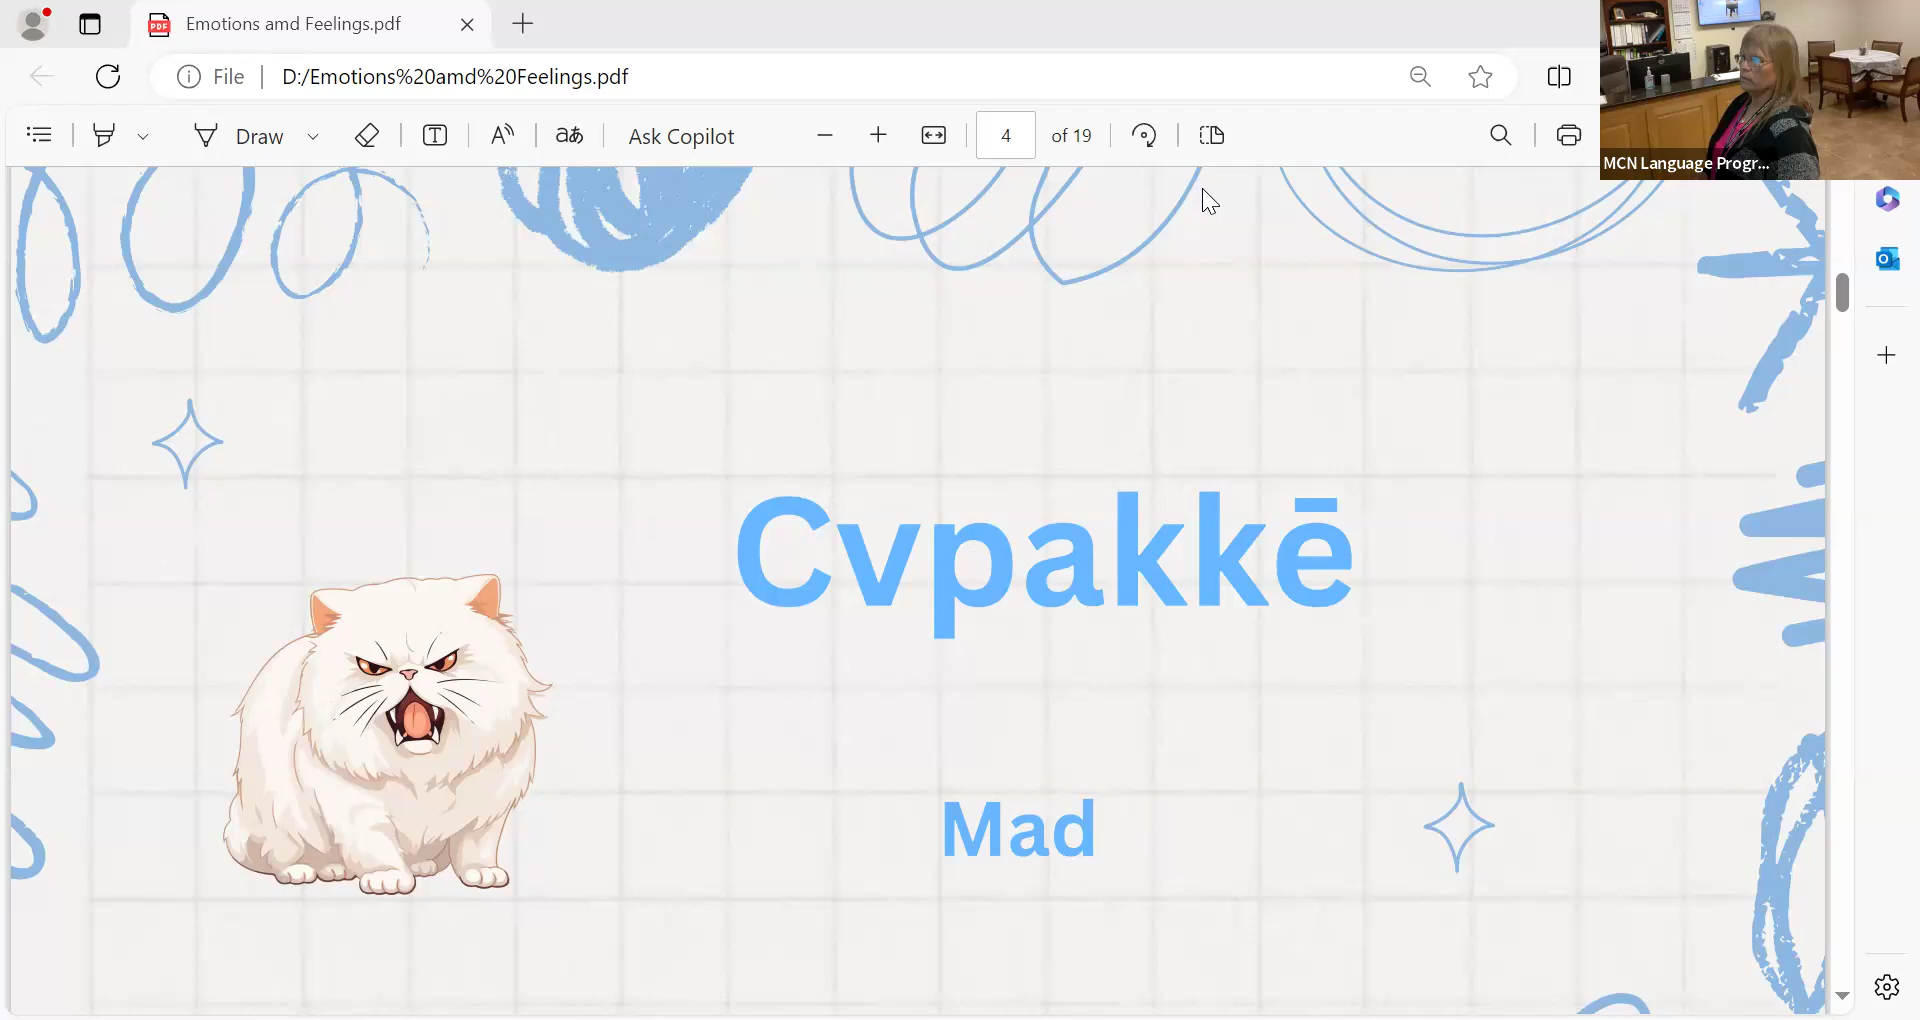 Emotions amd Feelings.pdf
File
D:/Emotions%20amd%20Feelings.pdf
Draw
Ask Copilot
4 of 19
MCN Language Progr...
Cvpakkē
Mad